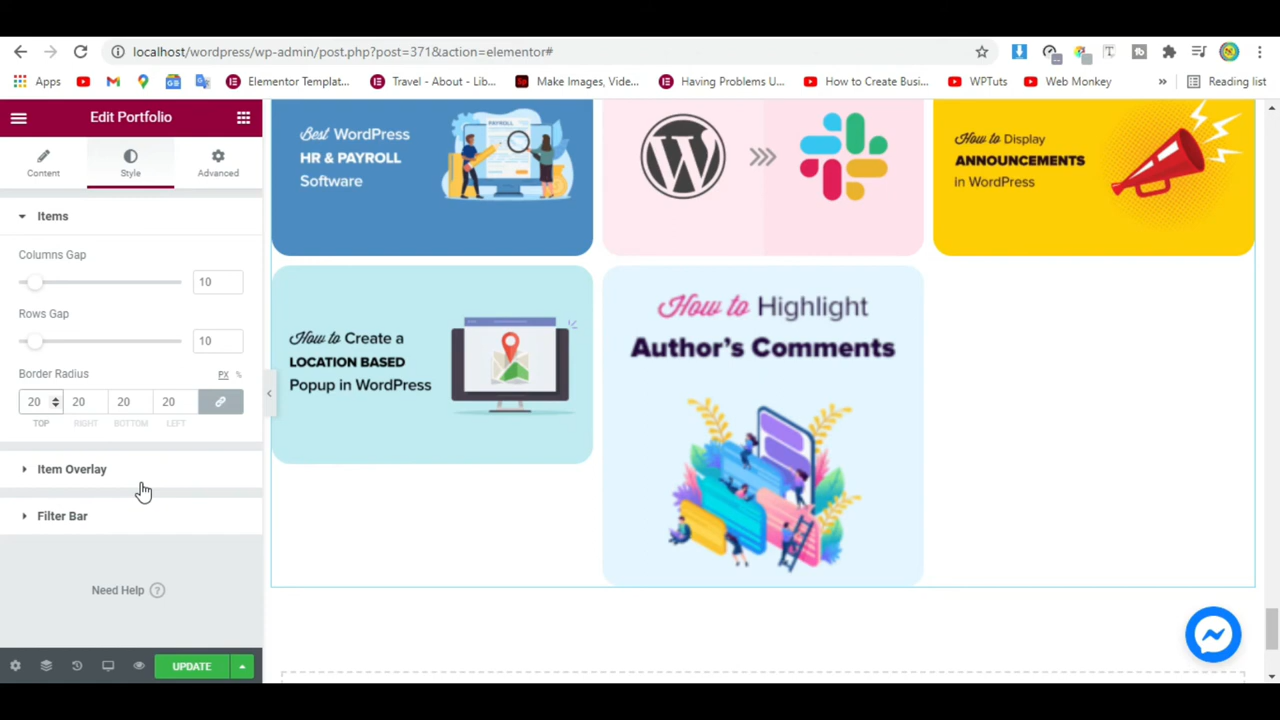 localhost/wordpress/wp-admin/post.php?post=371&action=elementor#
Apps
Elementor Templat...
Travel - About - Lib...
Make Images, Vide...
Having Problems U...
How to Create Busi...
WPTuts
Web Monkey
»
Reading list
Edit Portfolio
Content
Style
Advanced
Items
Columns Gap
10
Rows Gap
10
Border Radius
PX %
20 20 20 20
TOP RIGHT BOTTOM LEFT
Item Overlay
Filter Bar
Need Help ?
UPDATE
Best WordPress
HR & PAYROLL
Software
PAYROLL
How to Display
ANNOUNCEMENTS
in WordPress
How to Create a
LOCATION BASED
Popup in WordPress
How to Highlight
Author's Comments